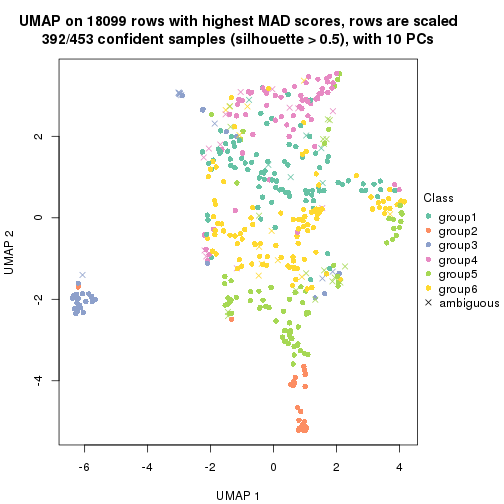 UMAP on 18099 rows with highest MAD scores, rows are scaled
392/453 confident samples (silhouette > 0.5), with 10 PCs
UMAP 2
2
0
-2
-4
-6
-4
-2
0
2
4
UMAP 1
Class
group1
group2
group3
group4
group5
group6
ambiguous